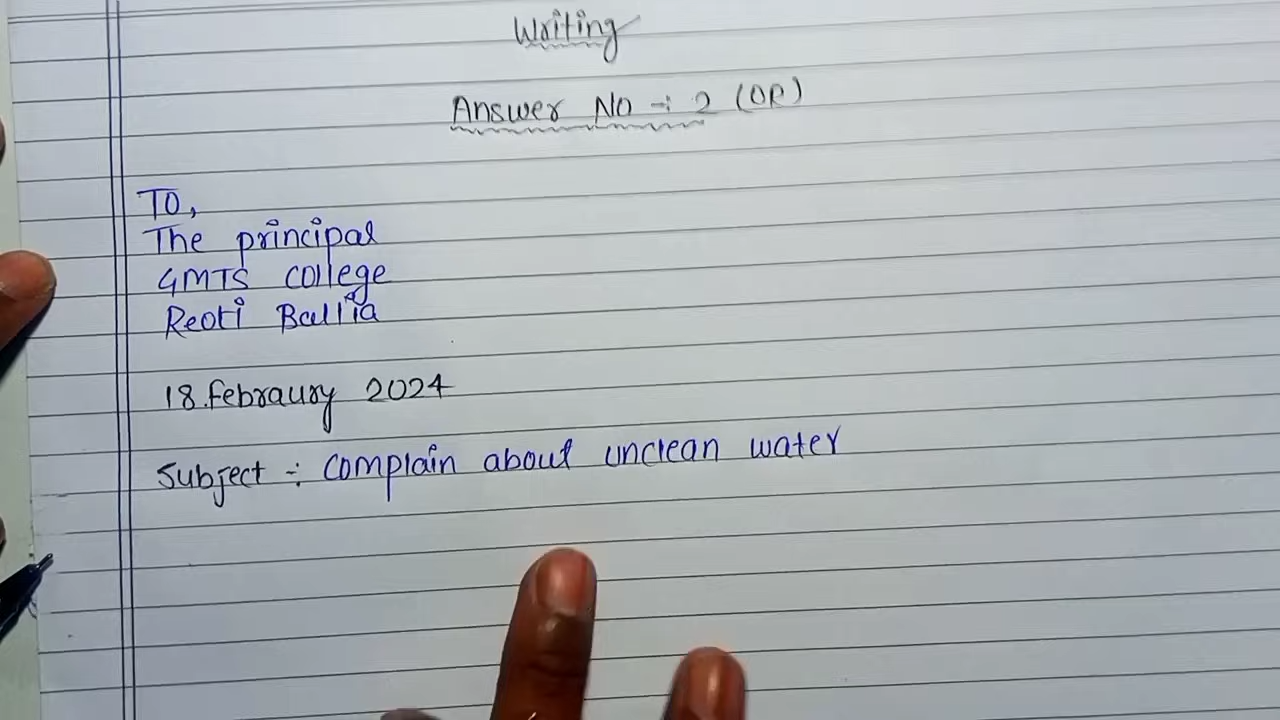 Writing
Answer No -: 2 (OR)
To,
The principal
GMTS College
Reoti Ballia
18.Febraury 2024
Subject -: Complain about unclean water